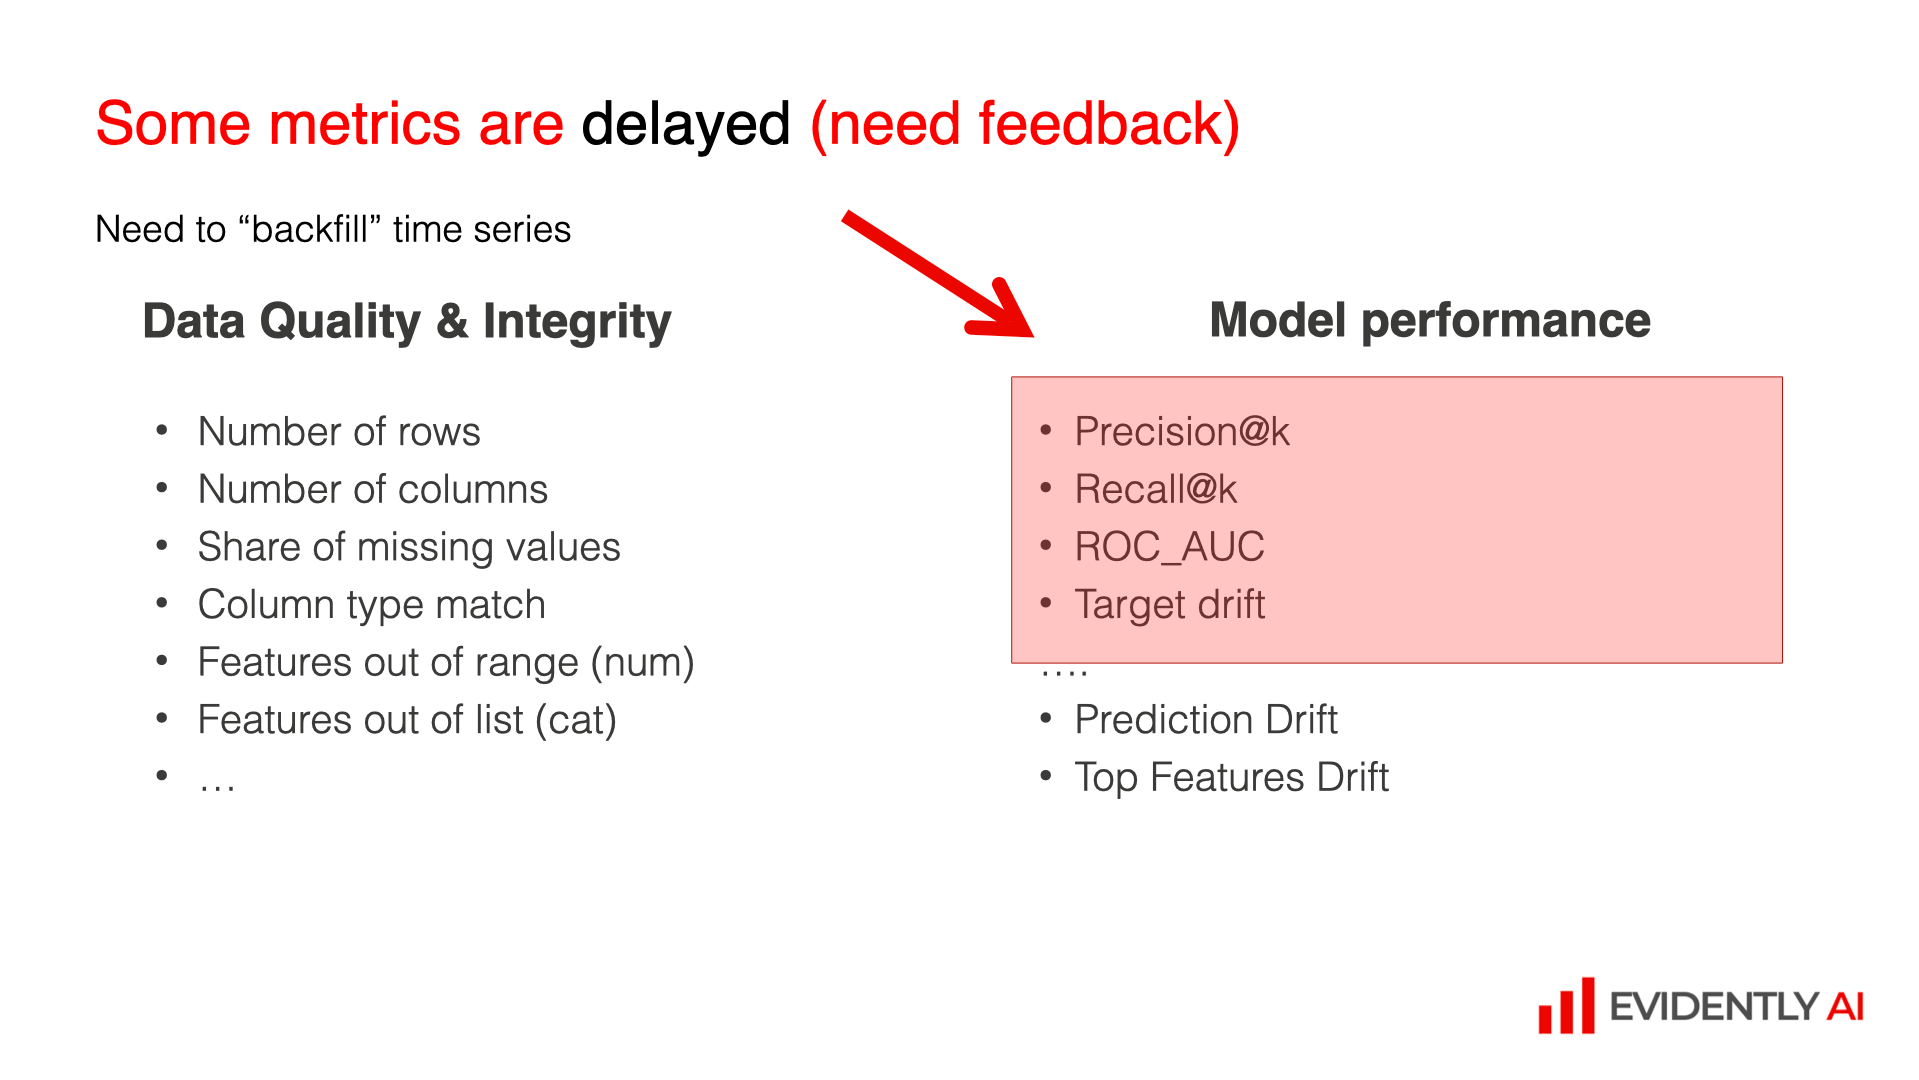 Some metrics are delayed (need feedback)
Need to “backfill” time series
Data Quality & Integrity
• Number of rows
• Number of columns
• Share of missing values
• Column type match
• Features out of range (num)
• Features out of list (cat)
• …
Model performance
• Precision@k
• Recall@k
• ROC_AUC
• Target drift
....
• Prediction Drift
• Top Features Drift
EVIDENTLY AI